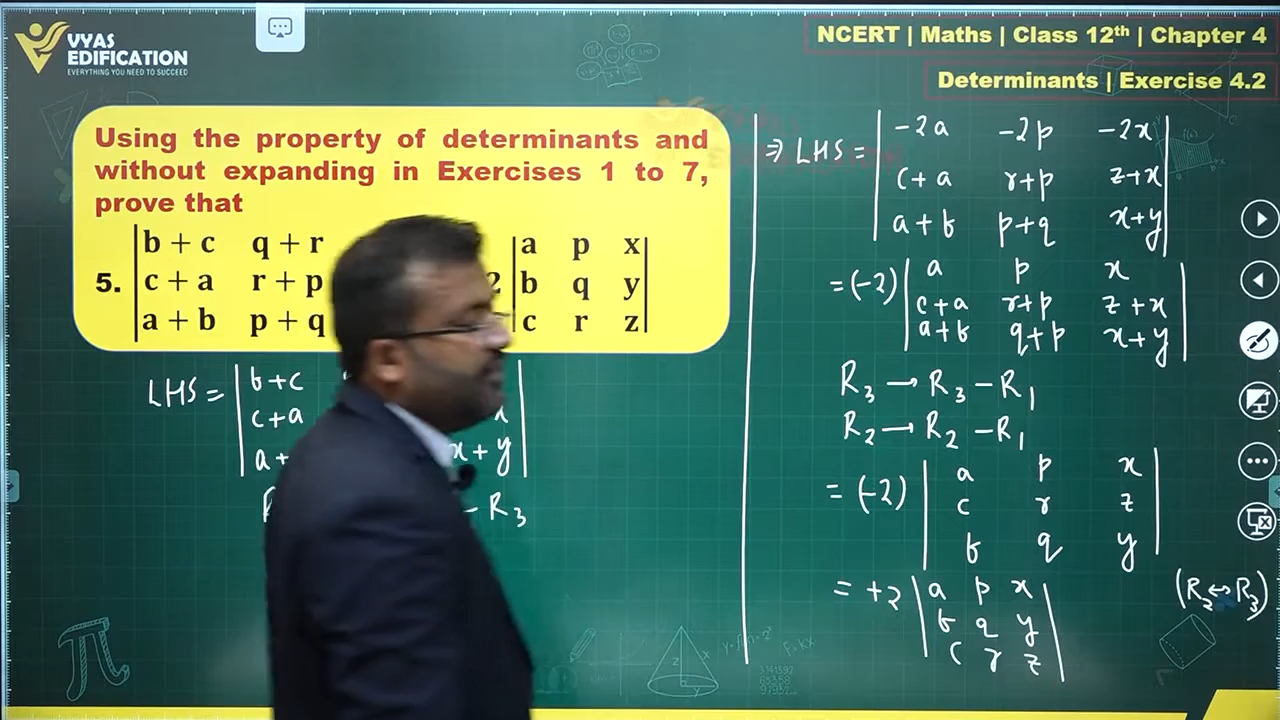 VYAS
EDIFICATION
EVERYTHING YOU NEED TO SUCCEED
NCERT | Maths | Class 12th | Chapter 4
Determinants | Exercise 4.2
Using the property of determinants and
without expanding in Exercises 1 to 7,
prove that
b + c q + r a p x
5. c + a r + p 2 b q y
a + b p + q c r z
LHS = b+c
c+a x
a+ x+y
- R3
⇒ LHS = -2a -2p -2x
c+a r+p z+x
a+b p+q x+y
= (-2) a p x
c+a r+p z+x
a+b q+p x+y
R3 → R3 - R1
R2 → R2 - R1
= (-2) a p x
c r z
b q y
= +2 a p x
b q y
c r z
(R2 ↔ R3)